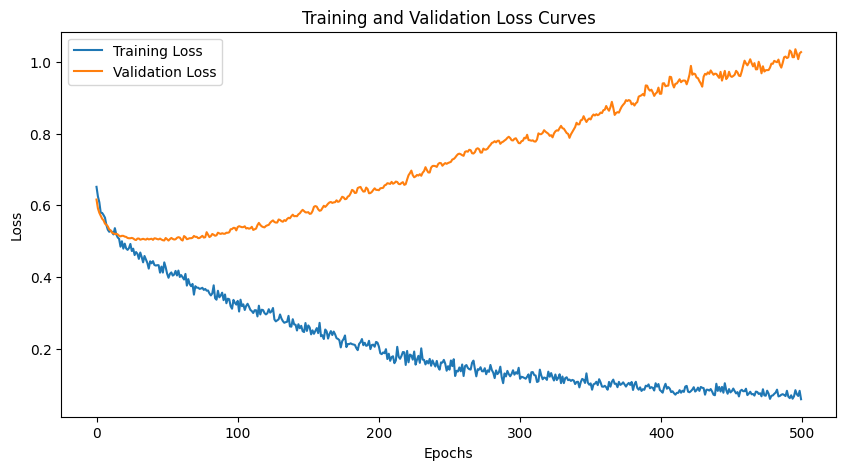 Training and Validation Loss Curves
Training Loss
Validation Loss
1.0
0.8
0.6
0.4
0.2
Loss
0 100 200 300 400 500
Epochs